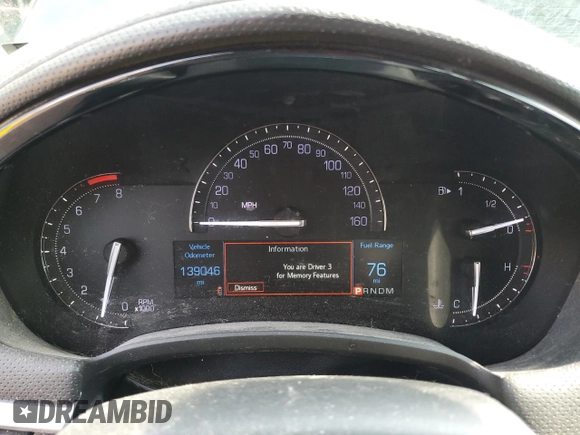 80
60
70
90
100
40
50
110
120
30
20
10
MPH
130
140
150
0
160
8
7
6
5
4
3
2
1
0
RPM
x1000
1
1/2
0
H
C
Vehicle
Odometer
139046
mi
Information
You are Driver 3
for Memory Features
Dismiss
Fuel Range
76
mi
PRNDM
DREAMBID